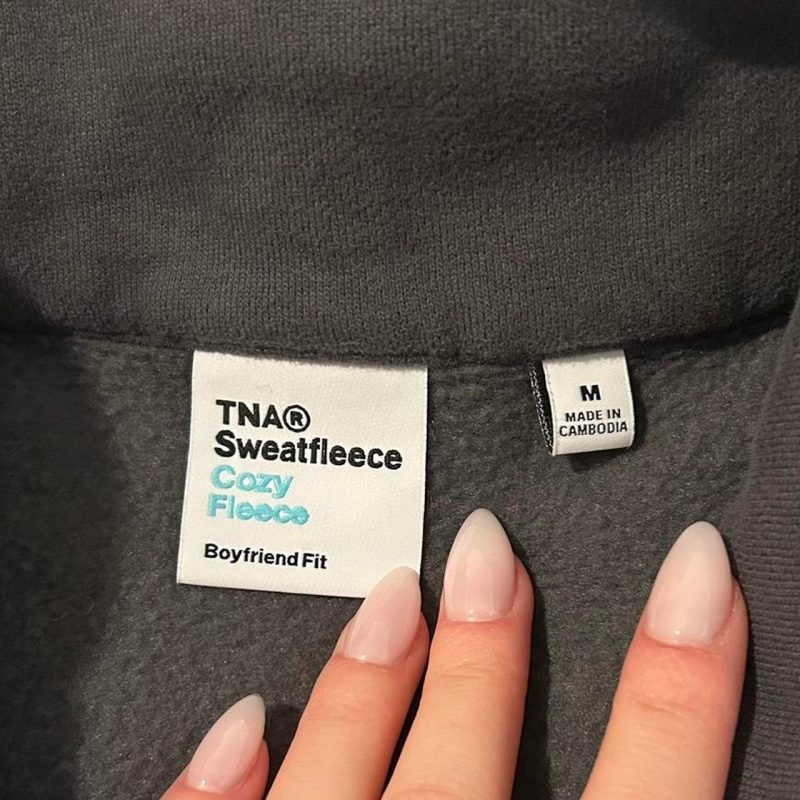 TNA®
Sweatfleece
Cozy
Fleece
Boyfriend Fit
M
MADE IN
CAMBODIA